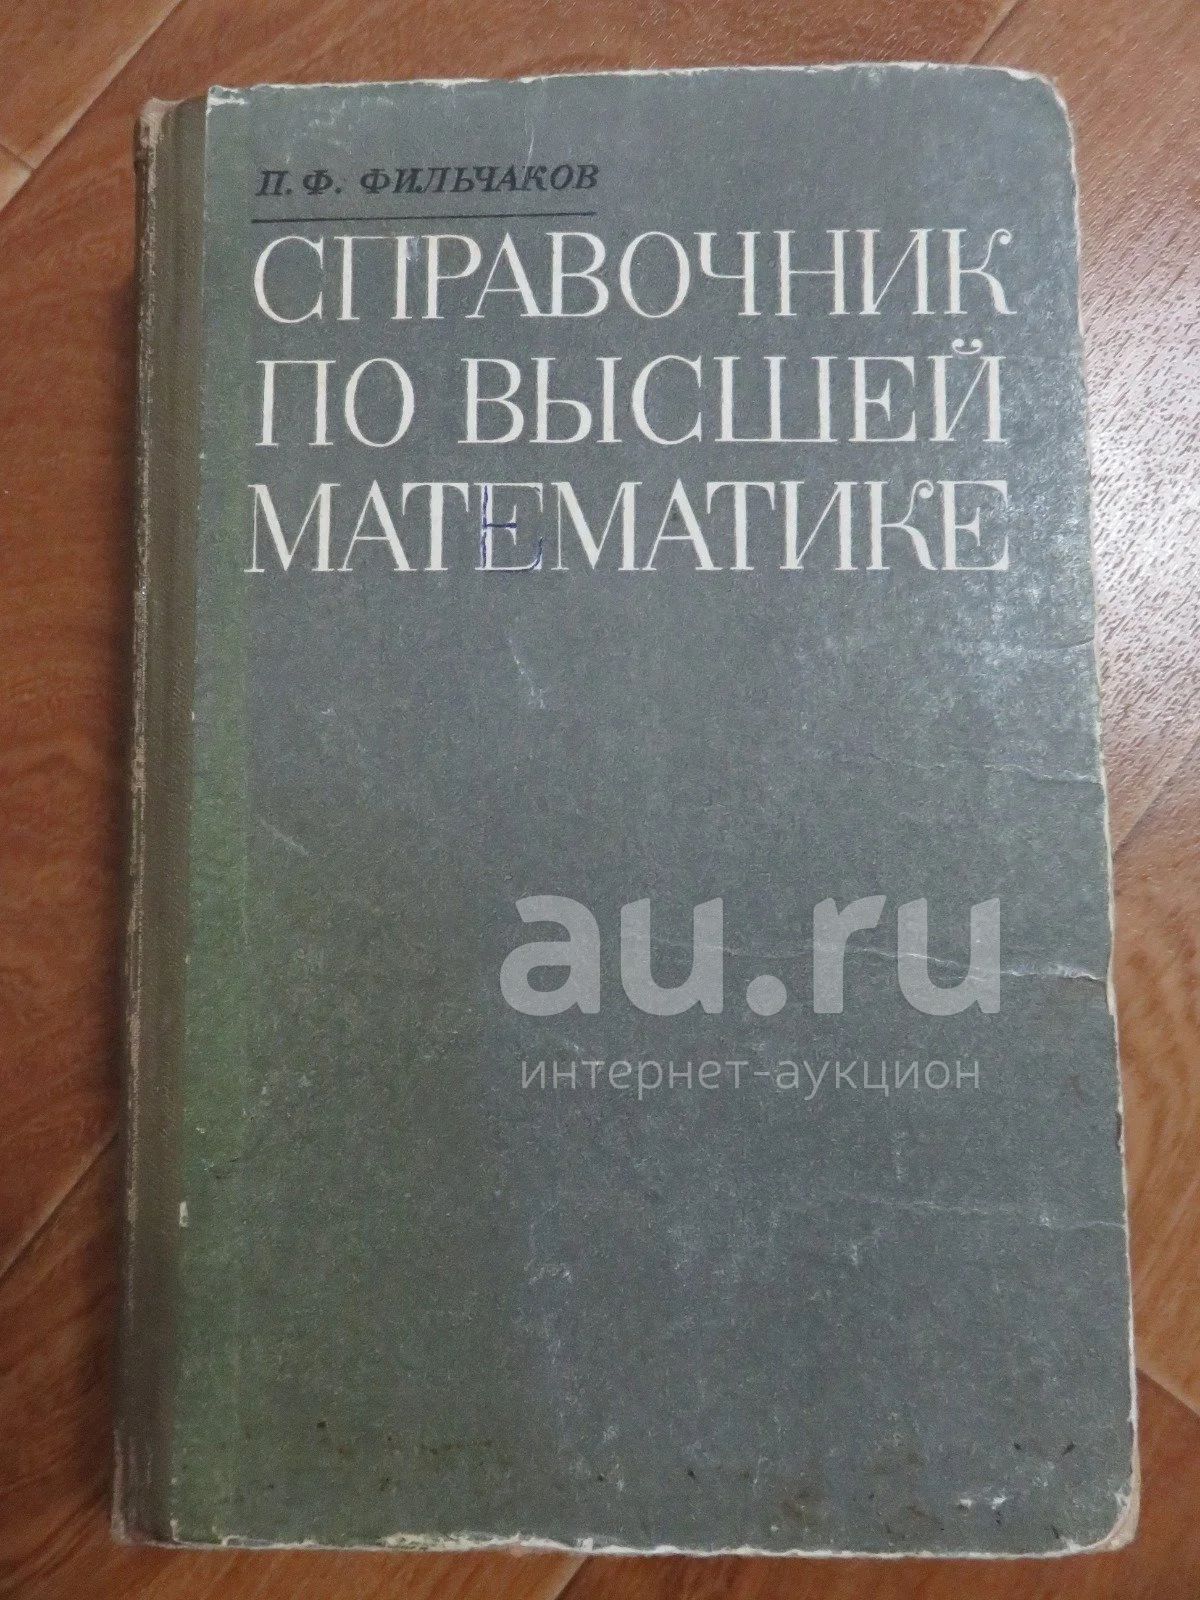 П. Ф. ФИЛЬЧАКОВ
СПРАВОЧНИК
ПО ВЫСШЕЙ
МАТЕМАТИКЕ
au.ru
интернет-аукцион